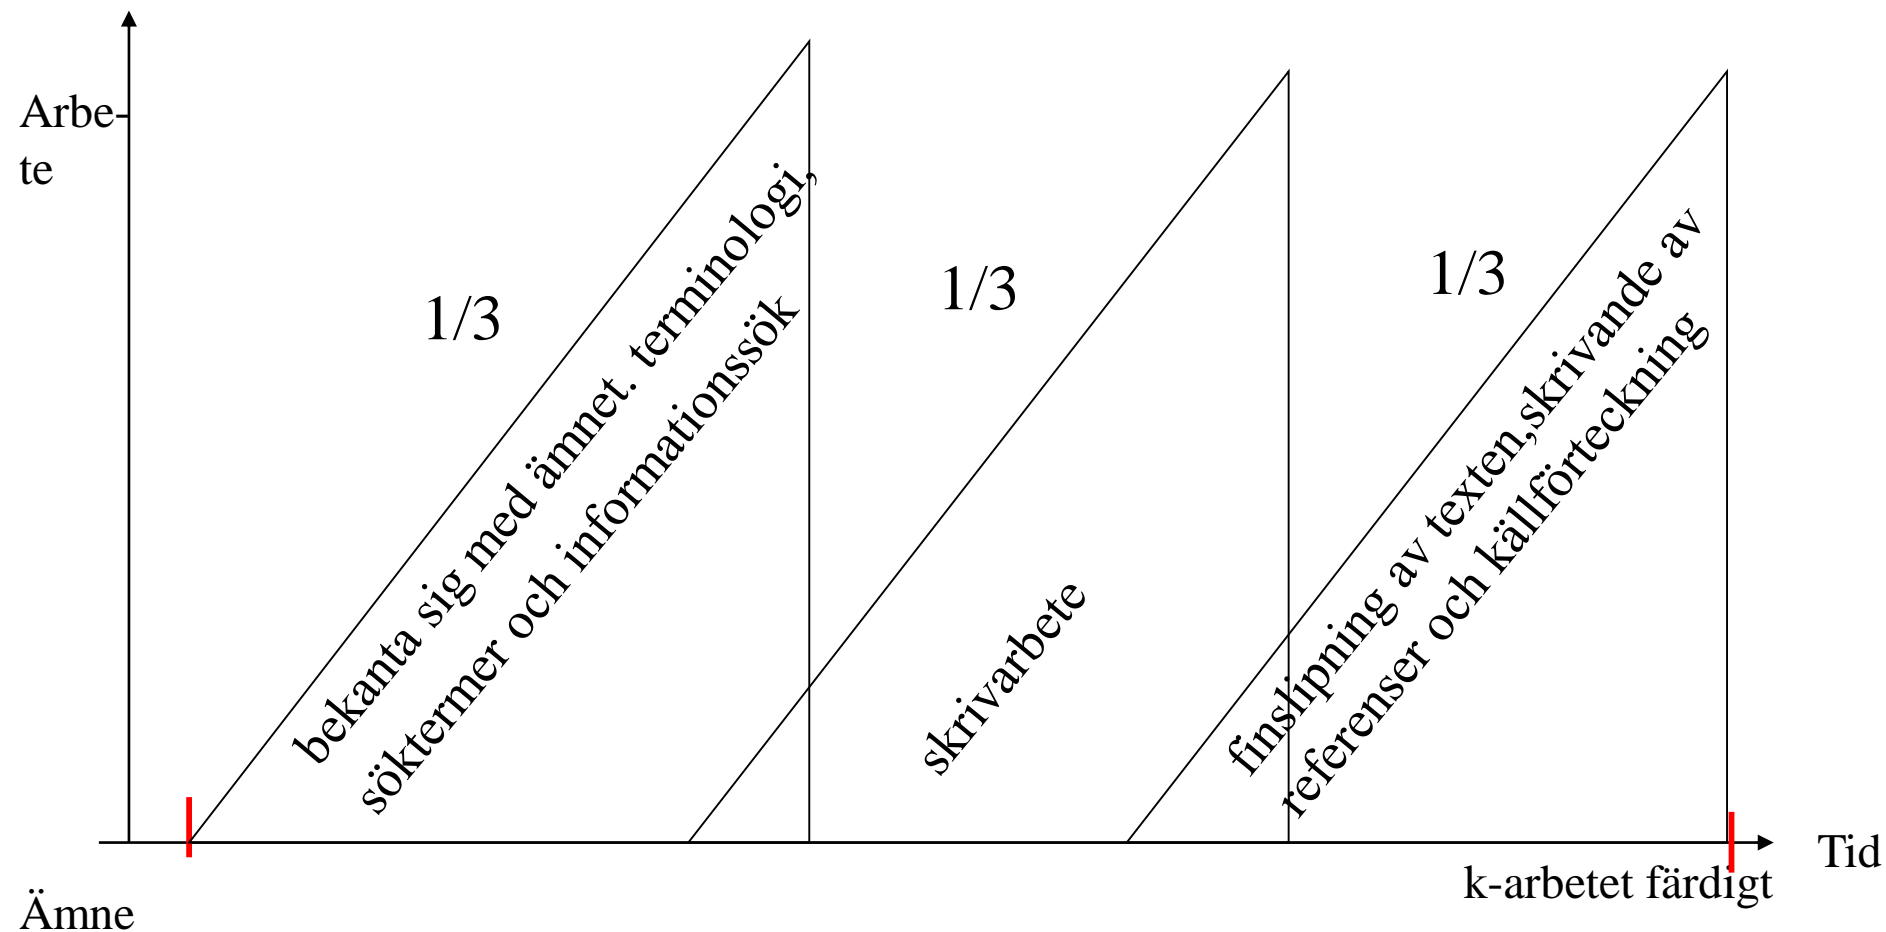 Arbe-
te
1/3
1/3
1/3
bekanta sig med ämnet. terminologi,
söktermer och informationssök
skrivarbete
finslipning av texten,skrivande av
referenser och källförteckning
Tid
k-arbetet färdigt
Ämne